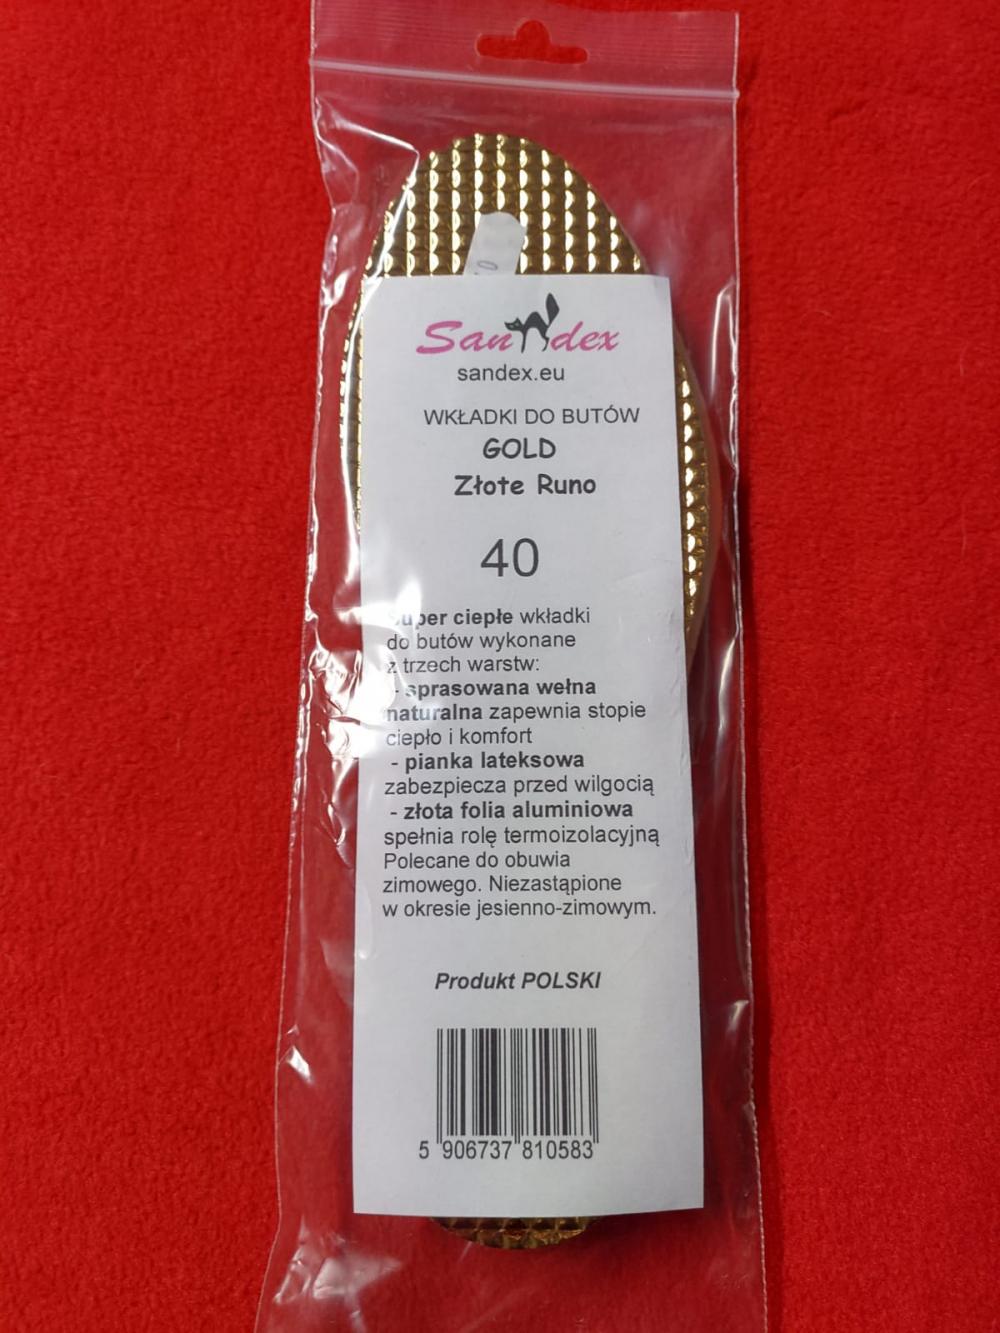 Sandex
sandex.eu
WKŁADKI DO BUTÓW
GOLD
Złote Runo
40
Super ciepłe wkładki
do butów wykonane
z trzech warstw:
- sprasowana wełna
naturalna zapewnia stopie
ciepło i komfort
- pianka lateksowa
zabezpiecza przed wilgocią
- złota folia aluminiowa
spełnia rolę termoizolacyjną
Polecane do obuwia
zimowego. Niezastąpione
w okresie jesienno-zimowym.
Produkt POLSKI
5 906737 810583